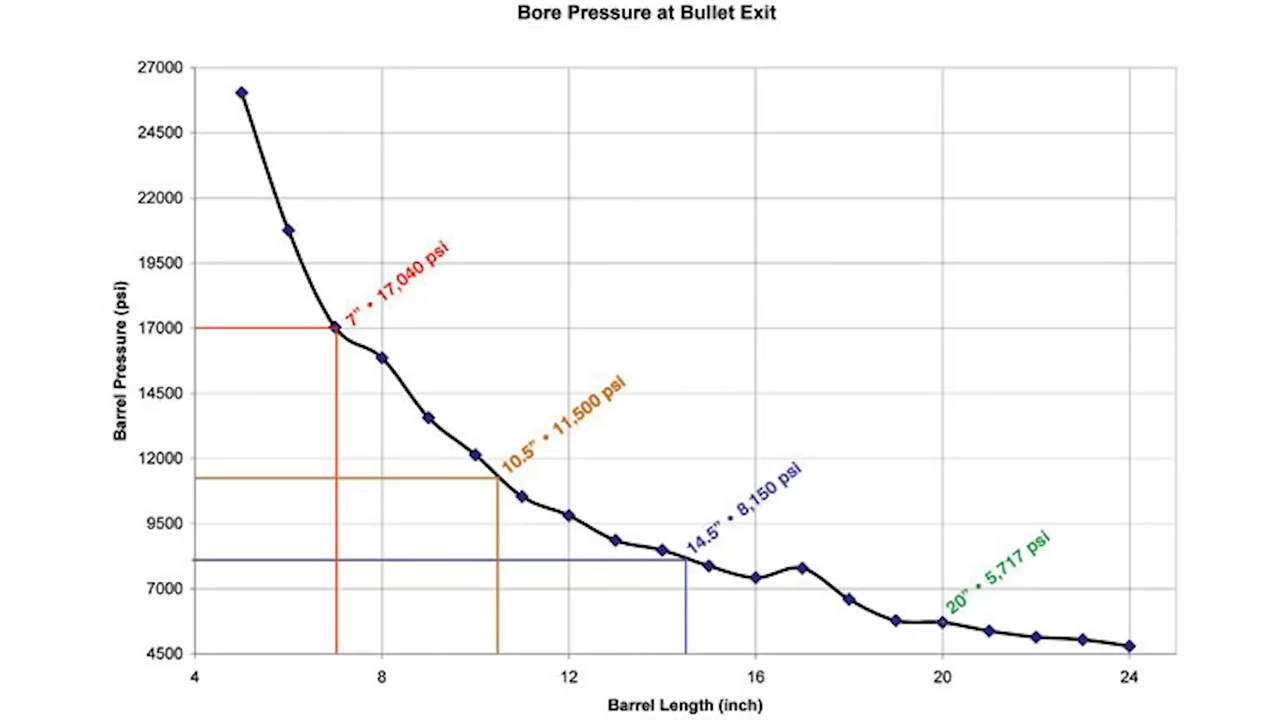 Bore Pressure at Bullet Exit
27000
24500
22000
19500
17000
14500
12000
9500
7000
4500
Barrel Pressure (psi)
7" • 17,040 psi
10.5" • 11,500 psi
14.5" • 8,150 psi
20" • 5,717 psi
4 8 12 16 20 24
Barrel Length (inch)